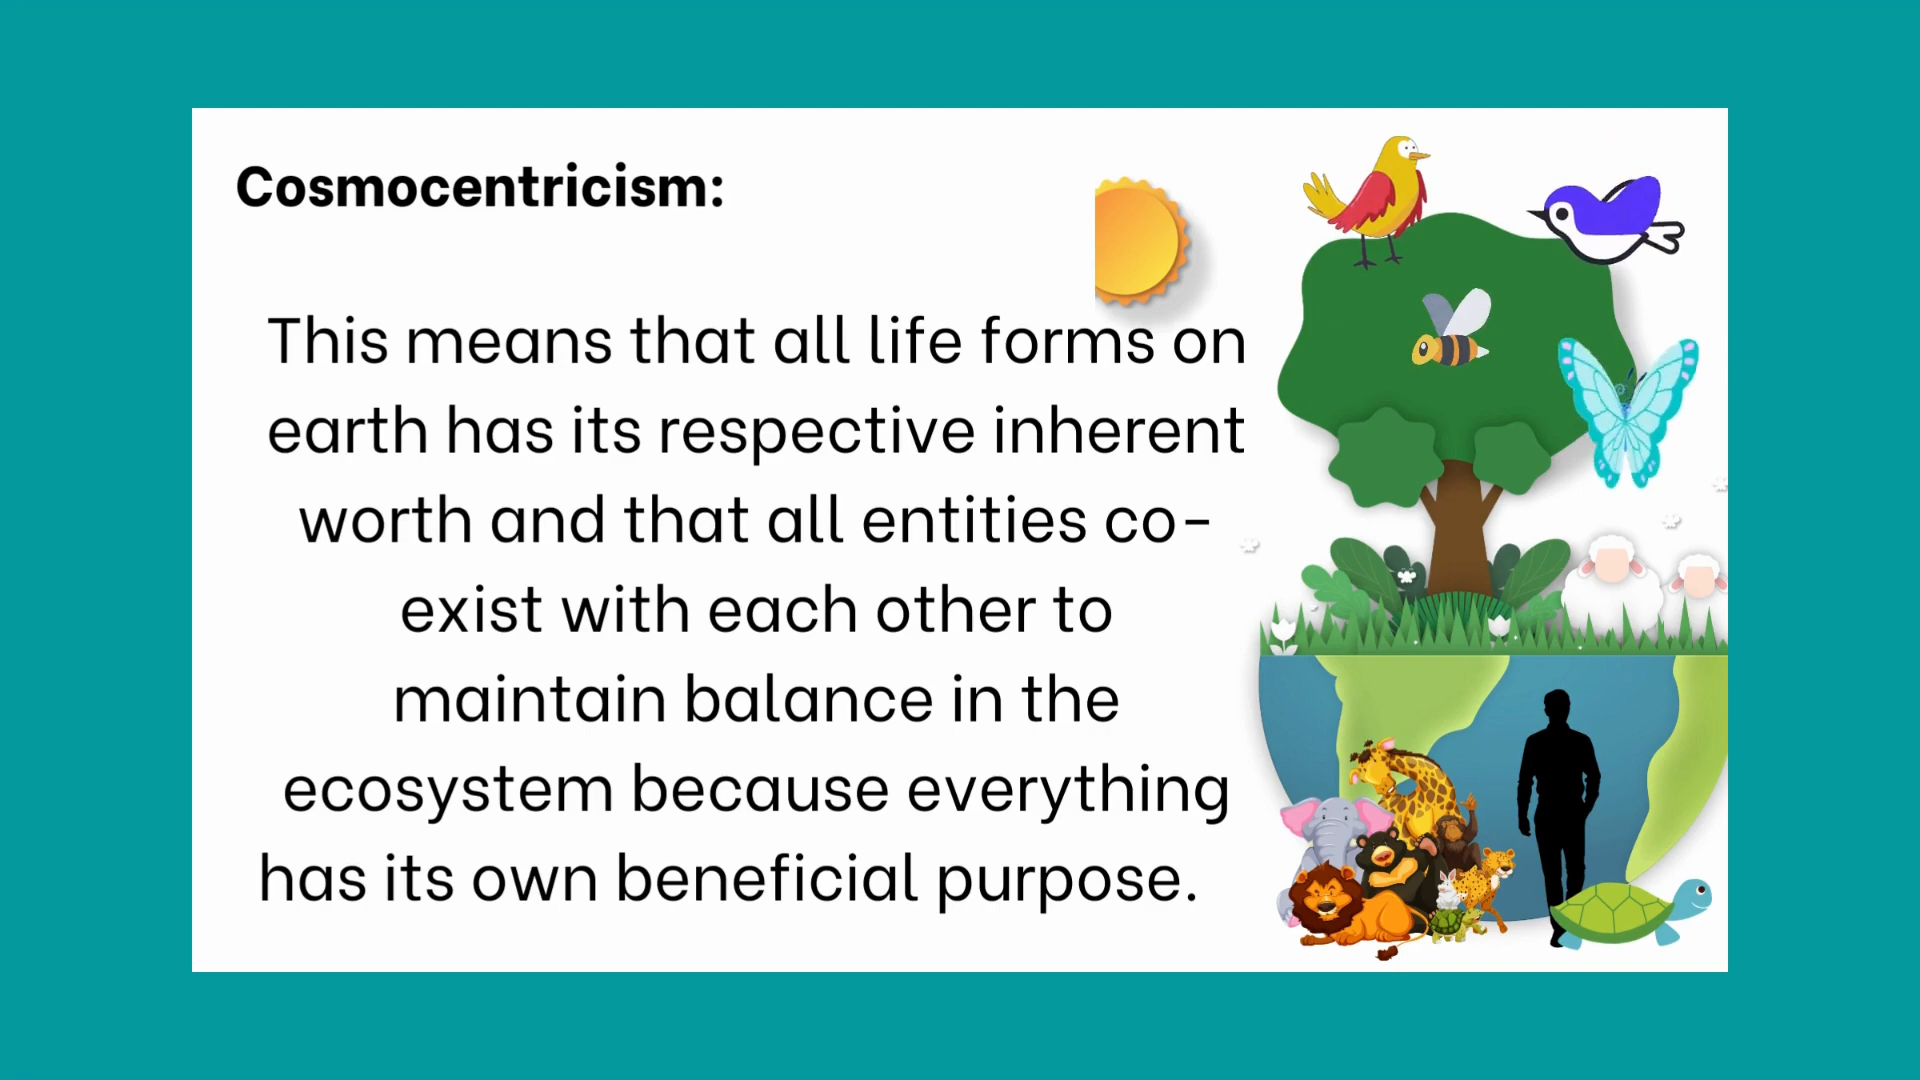 Cosmocentricism:
This means that all life forms on
earth has its respective inherent
worth and that all entities co-
exist with each other to
maintain balance in the
ecosystem because everything
has its own beneficial purpose.